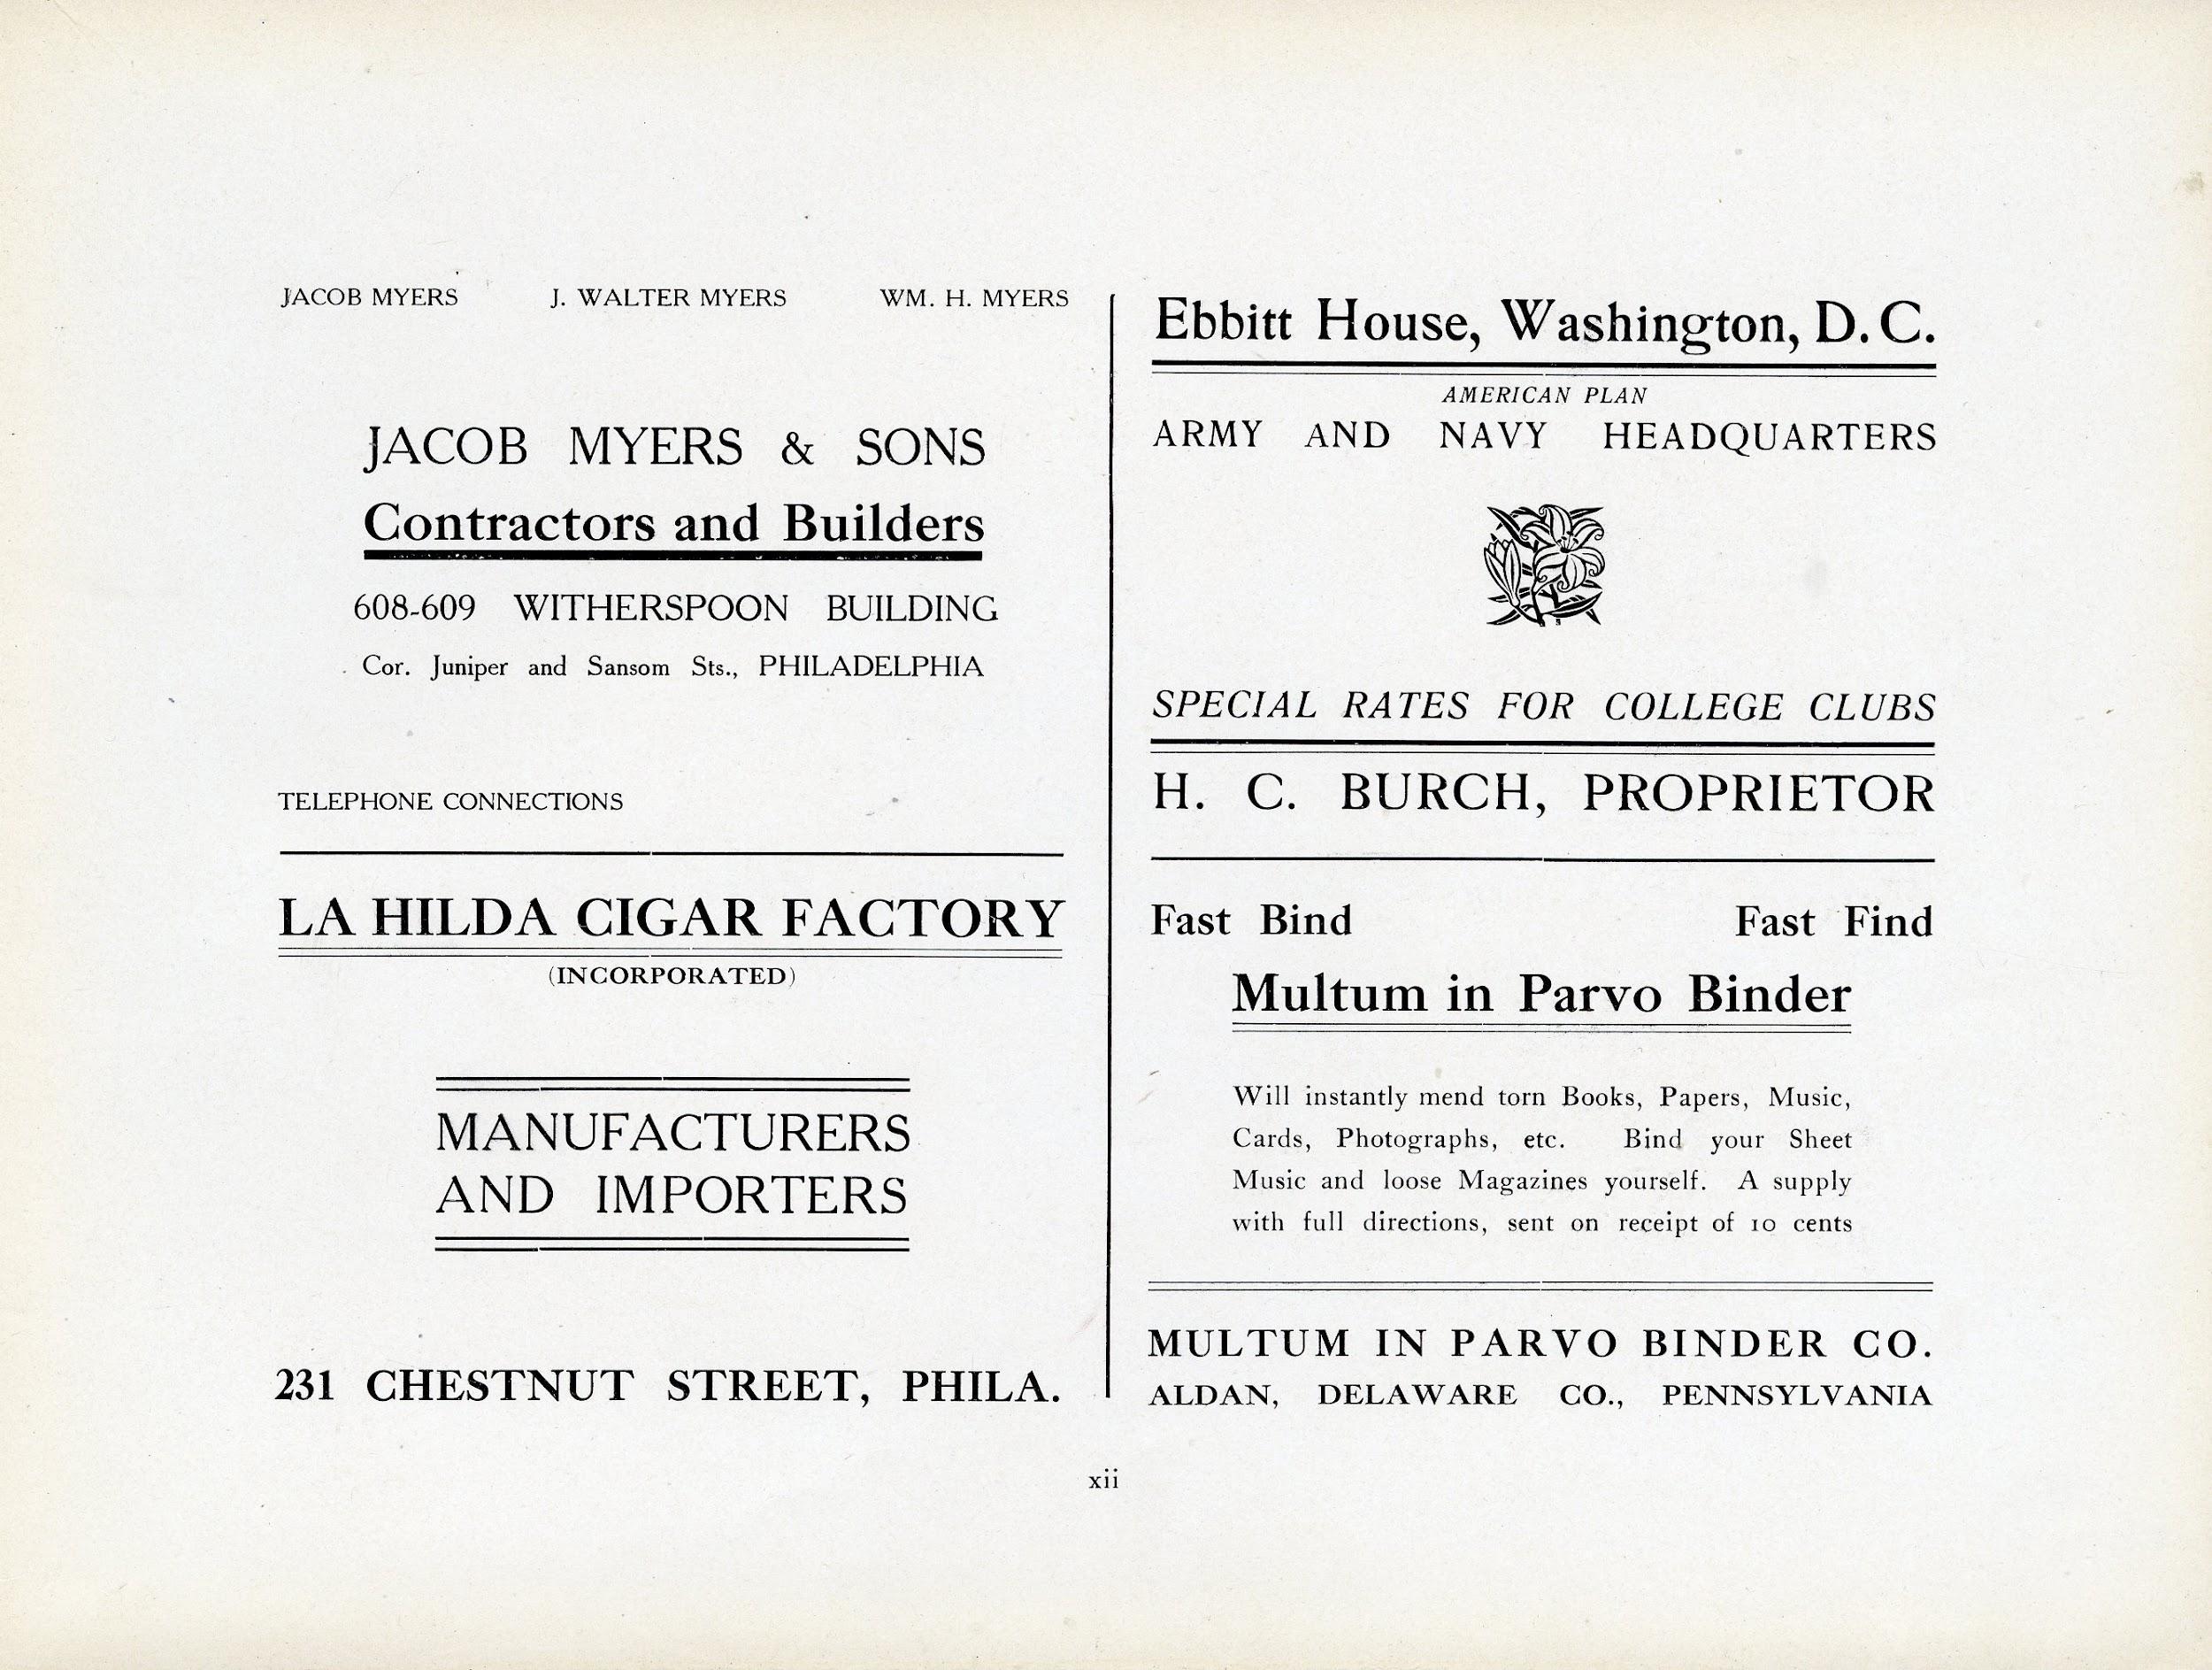 JACOB MYERS J. WALTER MYERS WM. H. MYERS
JACOB MYERS & SONS
Contractors and Builders
608-609 WITHERSPOON BUILDING
Cor. Juniper and Sansom Sts., PHILADELPHIA
TELEPHONE CONNECTIONS
LA HILDA CIGAR FACTORY
(INCORPORATED)
MANUFACTURERS
AND IMPORTERS
231 CHESTNUT STREET, PHILA.
Ebbitt House, Washington, D. C.
AMERICAN PLAN
ARMY AND NAVY HEADQUARTERS
SPECIAL RATES FOR COLLEGE CLUBS
H. C. BURCH, PROPRIETOR
Fast Bind Fast Find
Multum in Parvo Binder
Will instantly mend torn Books, Papers, Music,
Cards, Photographs, etc. Bind your Sheet
Music and loose Magazines yourself. A supply
with full directions, sent on receipt of 10 cents
MULTUM IN PARVO BINDER CO.
ALDAN, DELAWARE CO., PENNSYLVANIA
xii